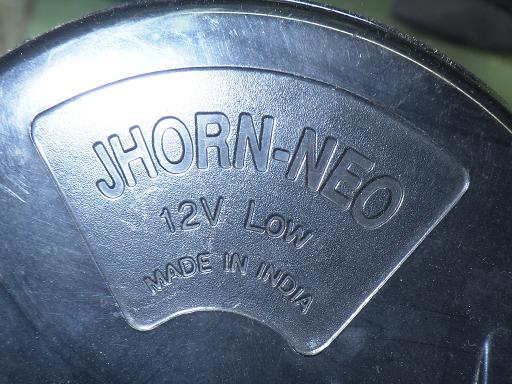 JHORN-NEO
12V LOW
MADE IN INDIA